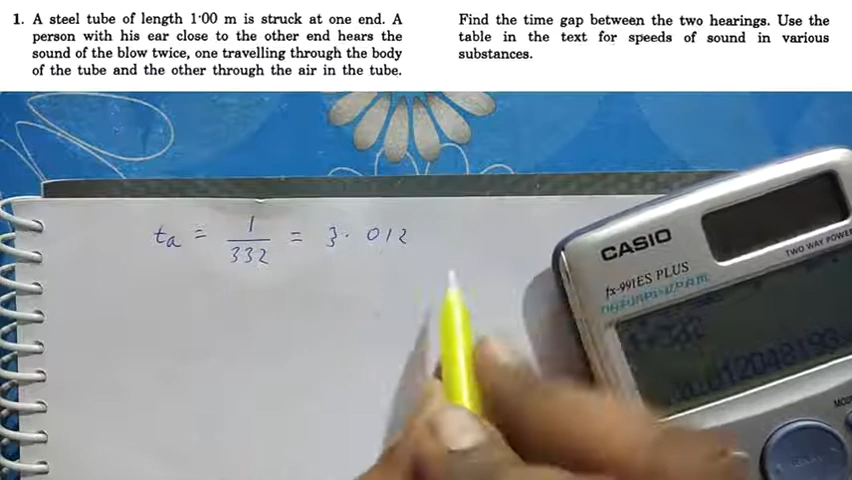 1. A steel tube of length 1·00 m is struck at one end. A
person with his ear close to the other end hears the
sound of the blow twice, one travelling through the body
of the tube and the other through the air in the tube.
Find the time gap between the two hearings. Use the
table in the text for speeds of sound in various
substances.
ta = 1/332 = 3.012
CASIO
fx-991ES PLUS
TWO WAY POWER